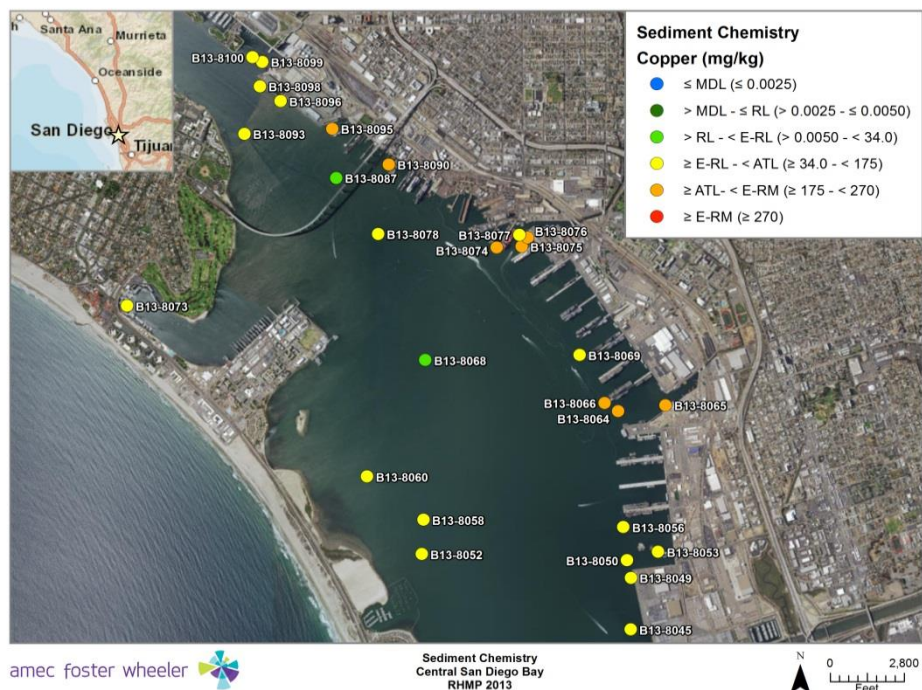 h
Santa Ana
Murrieta
Oceanside
San Diego
Tijuan
Sediment Chemistry
Copper (mg/kg)
≤ MDL (≤ 0.0025)
> MDL - ≤ RL (> 0.0025 - ≤ 0.0050)
> RL - < E-RL (> 0.0050 - < 34.0)
≥ E-RL - < ATL (≥ 34.0 - < 175)
≥ ATL- < E-RM (≥ 175 - < 270)
≥ E-RM (≥ 270)
B13-8100
B13-8099
B13-8098
B13-8096
B13-8093
B13-8095
B13-8090
B13-8087
B13-8078
B13-8077
B13-8076
B13-8074
B13-8075
B13-8073
B13-8069
B13-8068
B13-8066
B13-8065
B13-8064
B13-8060
B13-8058
B13-8056
B13-8052
B13-8053
B13-8050
B13-8049
B13-8045
amec foster wheeler
Sediment Chemistry
Central San Diego Bay
RHMP 2013
N
0 2,800
Feet